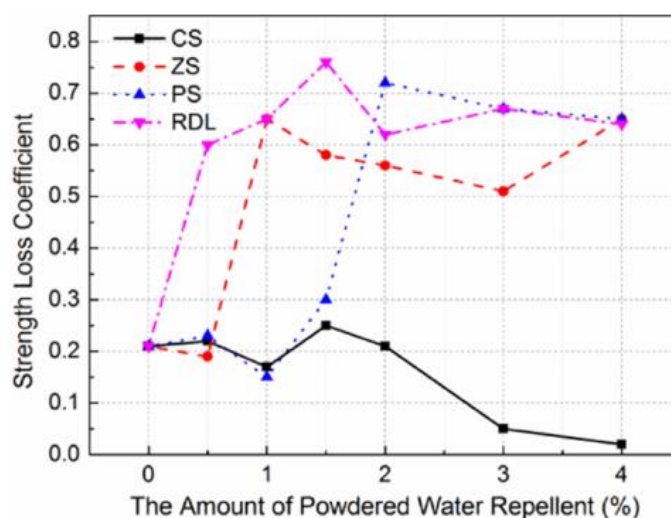 CS
ZS
PS
RDL
0.8
0.7
0.6
0.5
0.4
0.3
0.2
0.1
0.0
Strength Loss Coefficient
0 1 2 3 4
The Amount of Powdered Water Repellent (%)